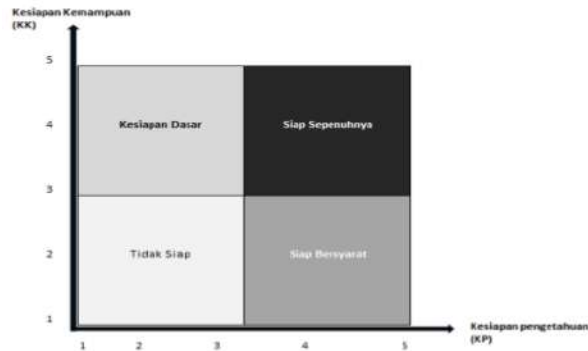 Kesiapan Kemampuan
(KK)
5
4
3
2
1
Kesiapan Dasar
Siap Sepenuhnya
Tidak Siap
Siap Bersyarat
1 2 3 4 5
Kesiapan pengetahuan
(KP)